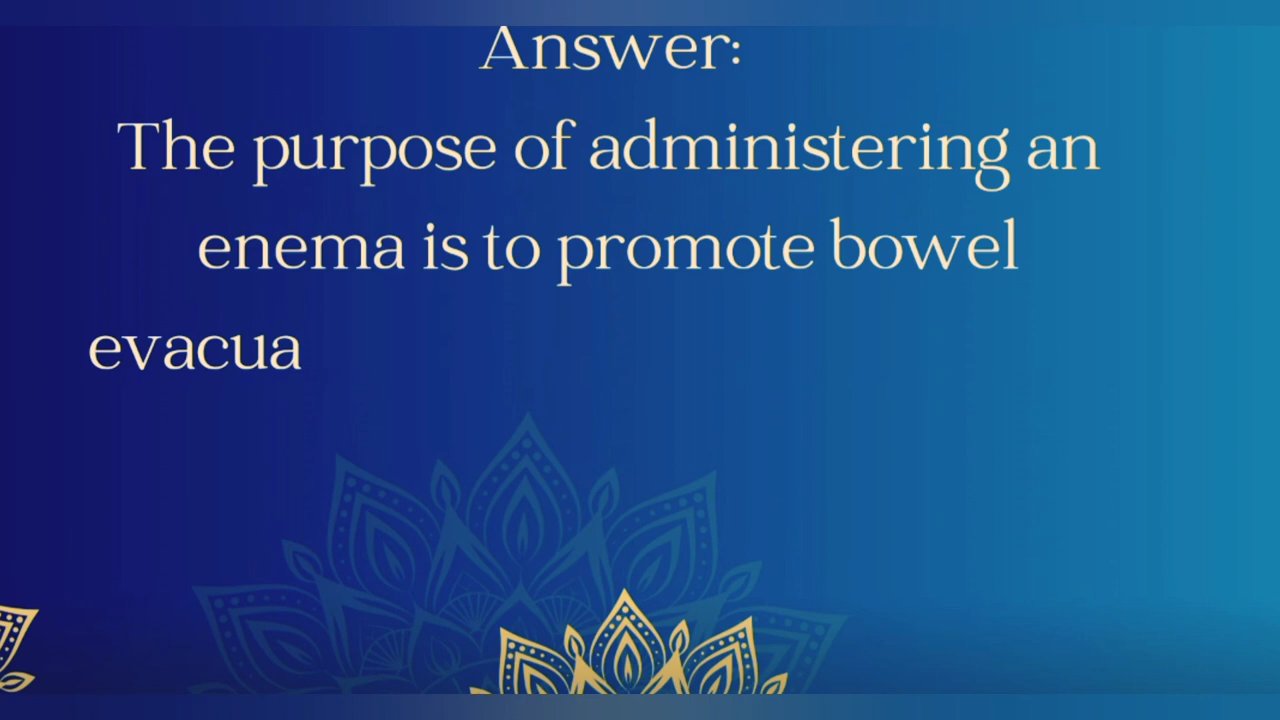 Answer:
The purpose of administering an
enema is to promote bowel
evacua